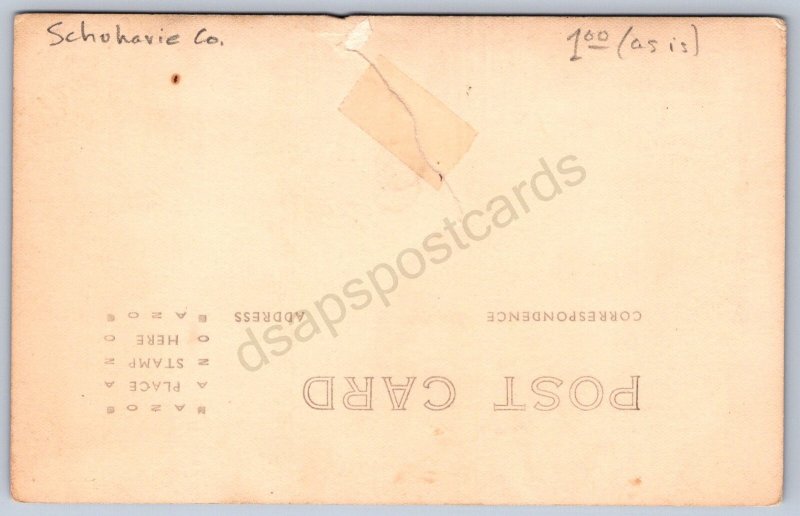 Schoharie Co.
1.00 (as is)
dsapspostcards
POST CARD
CORRESPONDENCE
ADDRESS
PLACE
STAMP
HERE